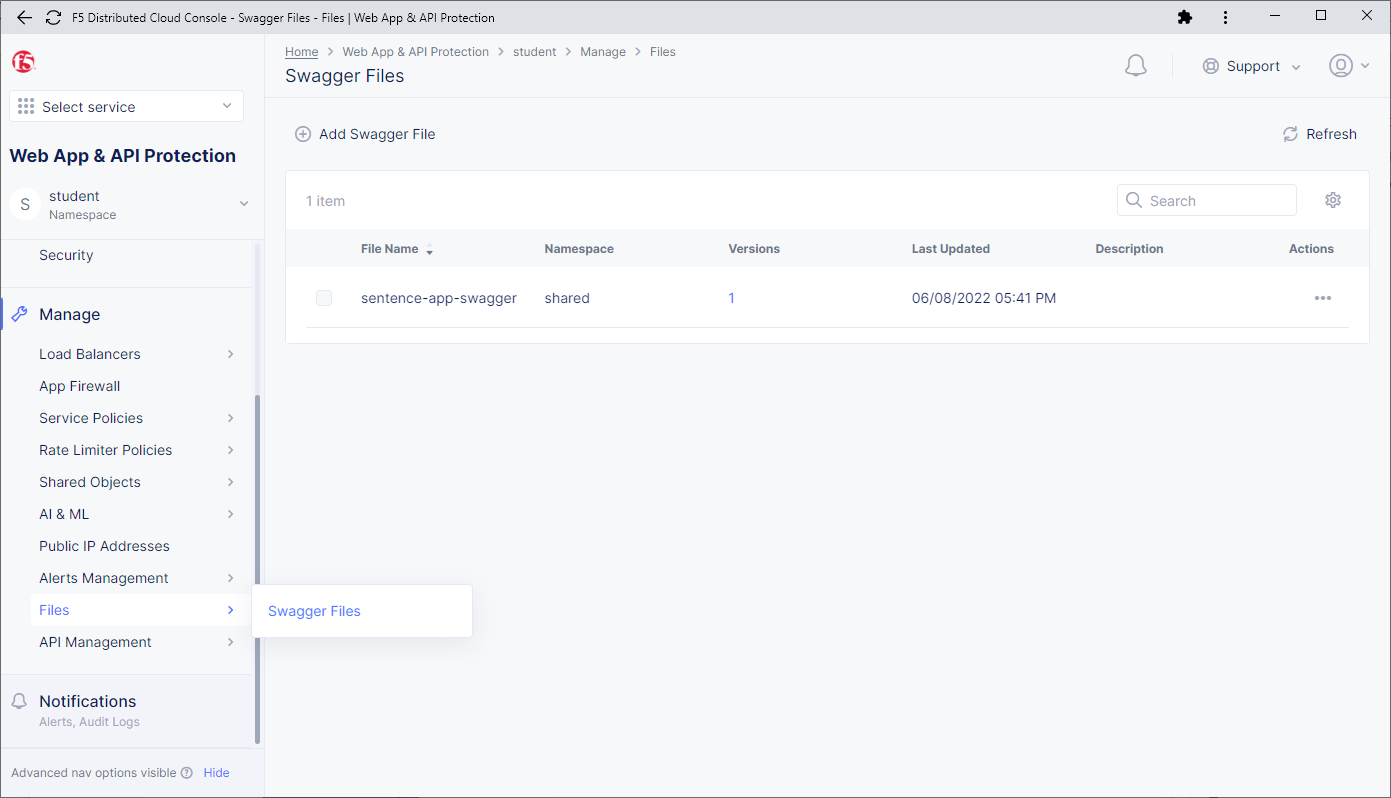 F5 Distributed Cloud Console - Swagger Files - Files | Web App & API Protection
f5
Select service
Web App & API Protection
S
student
Namespace
Security
Manage
Load Balancers
App Firewall
Service Policies
Rate Limiter Policies
Shared Objects
AI & ML
Public IP Addresses
Alerts Management
Files
Swagger Files
API Management
Notifications
Alerts, Audit Logs
Advanced nav options visible ? Hide
Home > Web App & API Protection > student > Manage > Files
Swagger Files
Support
Add Swagger File
Refresh
1 item
Search
File Name Namespace Versions Last Updated Description Actions
sentence-app-swagger shared 1 06/08/2022 05:41 PM